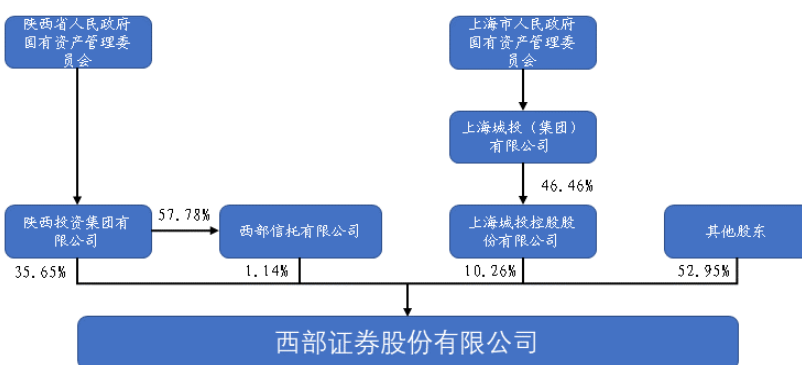 陕西省人民政府
国有资产管理委
员会
上海市人民政府
国有资产管理委
员会
上海城投（集团）
有限公司
46.46%
陕西投资集团有
限公司
57.78%
西部信托有限公司
上海城投控股股
份有限公司
其他股东
35.65%
1.14%
10.26%
52.95%
西部证券股份有限公司